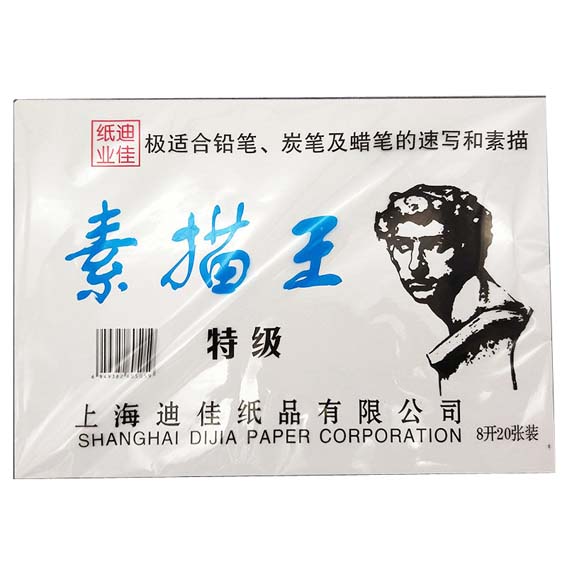 迪佳纸业
极适合铅笔、炭笔及蜡笔的速写和素描
素描王
特级
上海迪佳纸品有限公司
SHANGHAI DIJIA PAPER CORPORATION
8开20张装